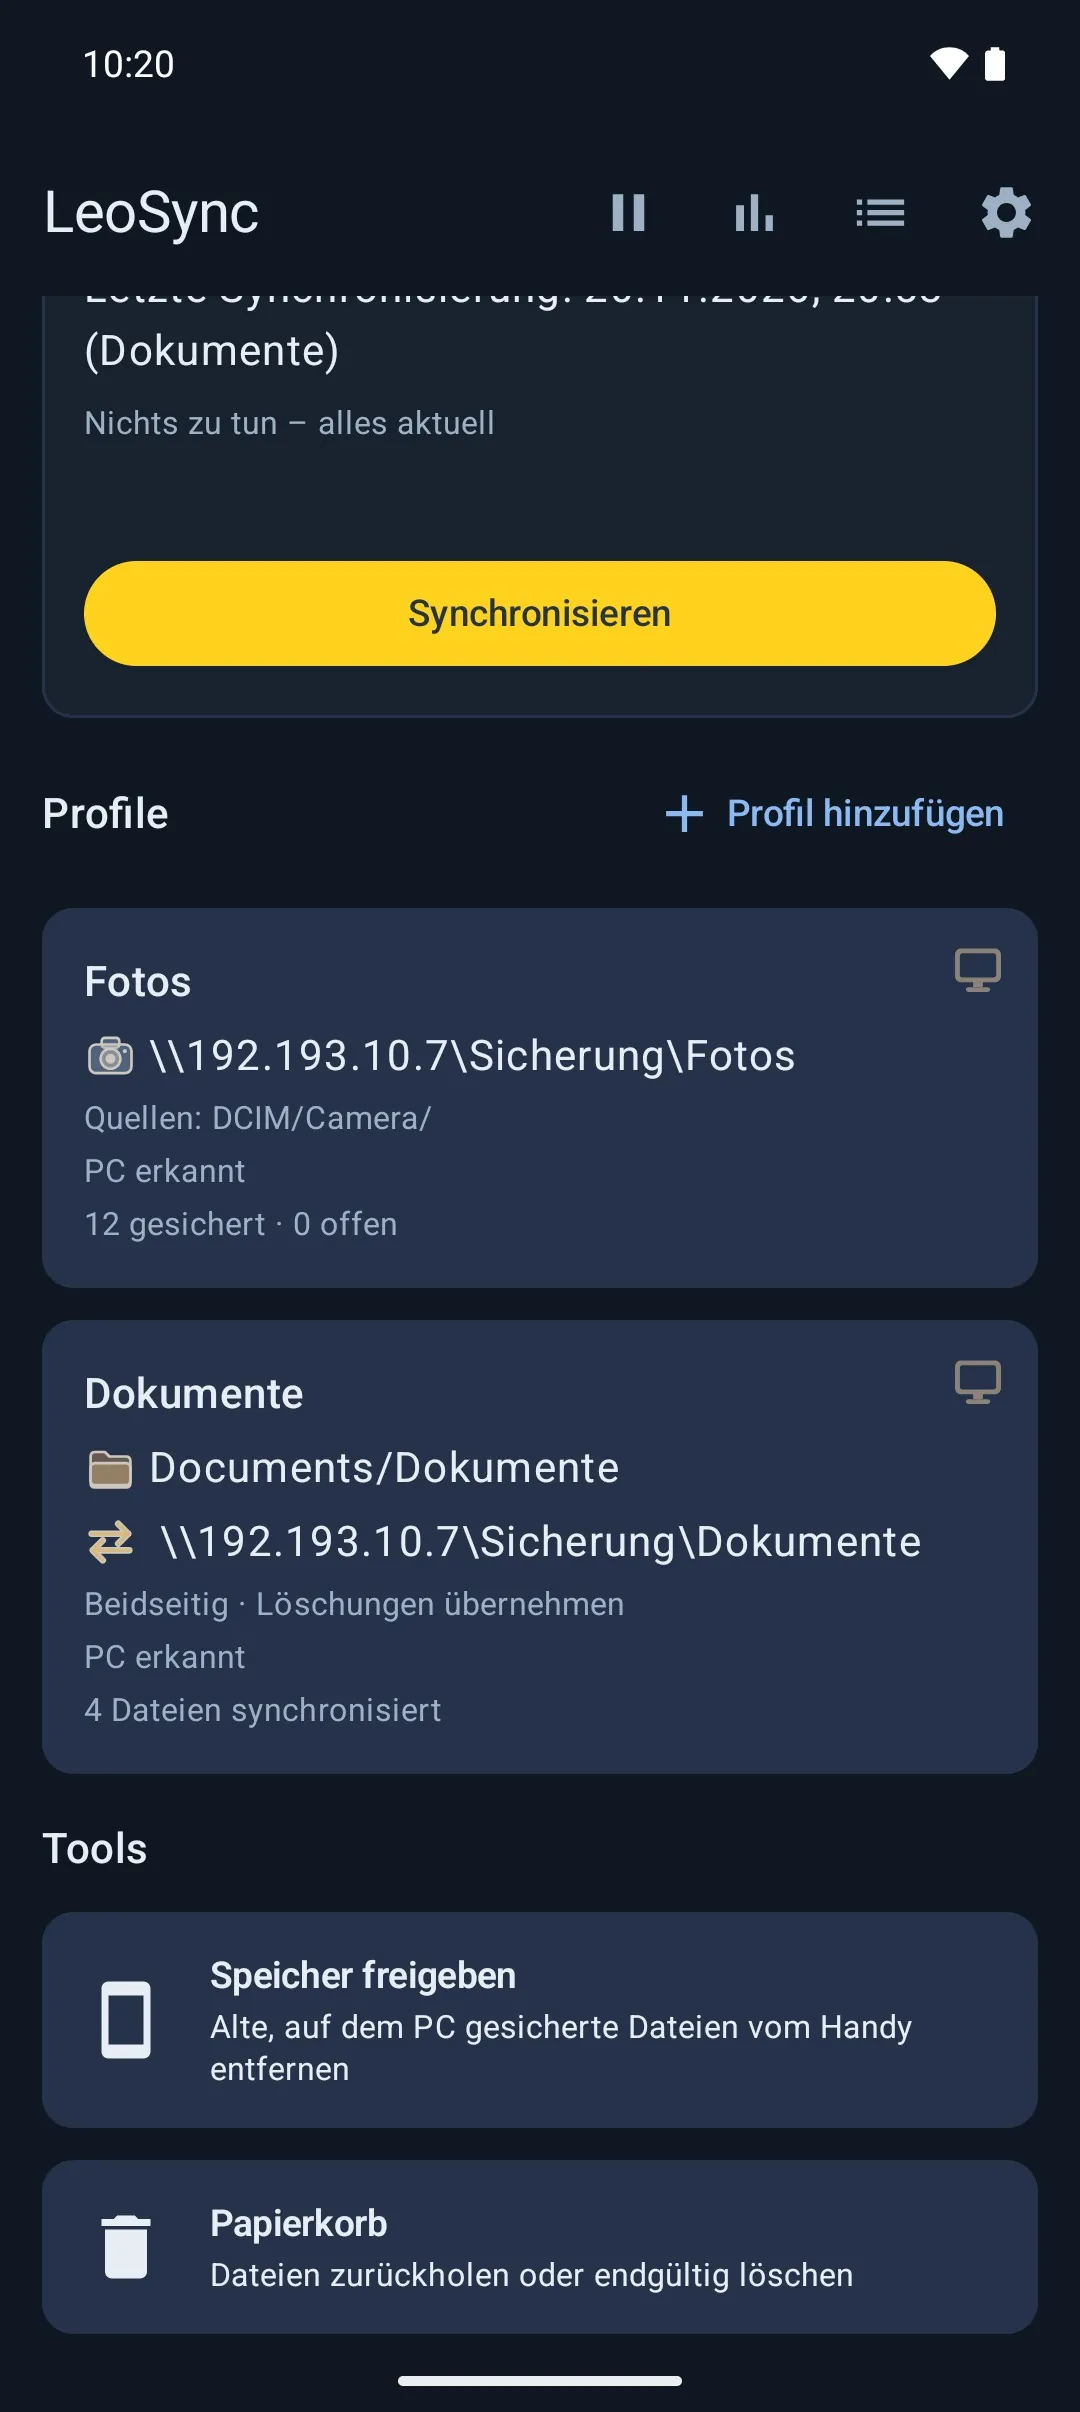 10:20
LeoSync
Letzte Synchronisierung:
(Dokumente)
Nichts zu tun – alles aktuell
Synchronisieren
Profile
Profil hinzufügen
Fotos
\\192.193.10.7\Sicherung\Fotos
Quellen: DCIM/Camera/
PC erkannt
12 gesichert · 0 offen
Dokumente
Documents/Dokumente
\\192.193.10.7\Sicherung\Dokumente
Beidseitig · Löschungen übernehmen
PC erkannt
4 Dateien synchronisiert
Tools
Speicher freigeben
Alte, auf dem PC gesicherte Dateien vom Handy
entfernen
Papierkorb
Dateien zurückholen oder endgültig löschen